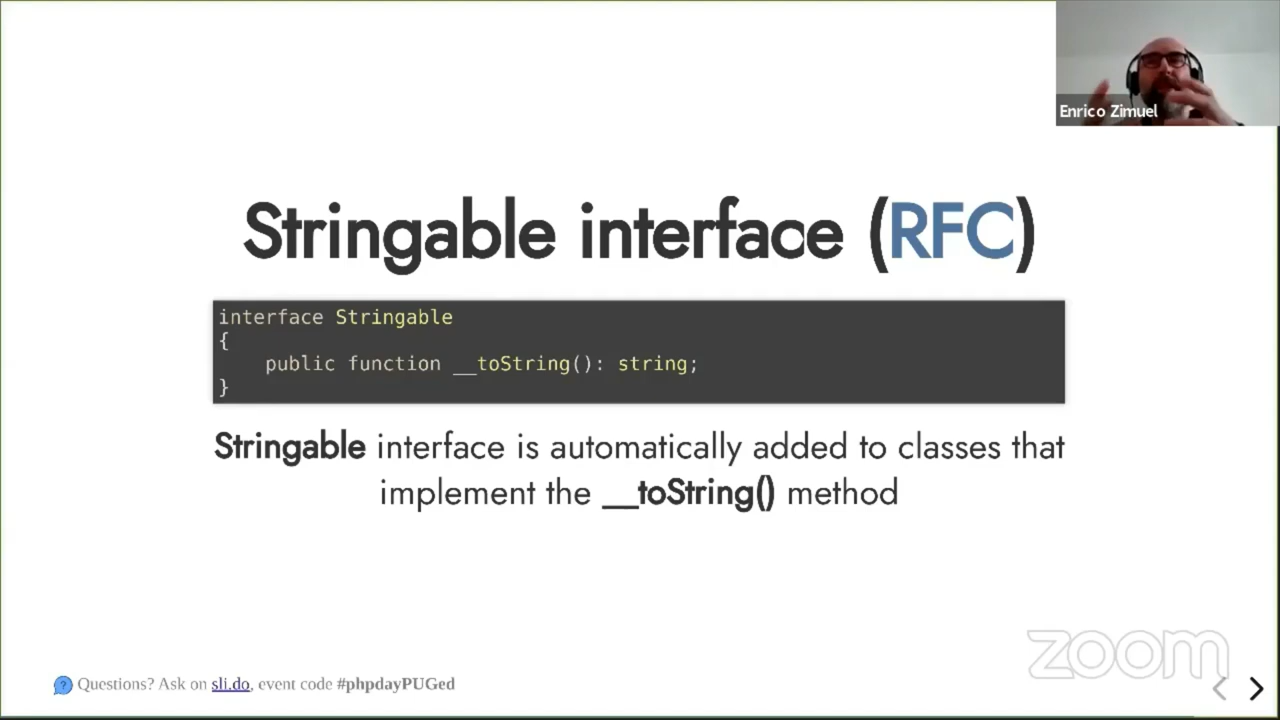 Enrico Zimuel
Stringable interface (RFC)
interface Stringable
{
    public function __toString(): string;
}
Stringable interface is automatically added to classes that
implement the __toString() method
zoom
Questions? Ask on sli.do, event code #phpdayPUGed